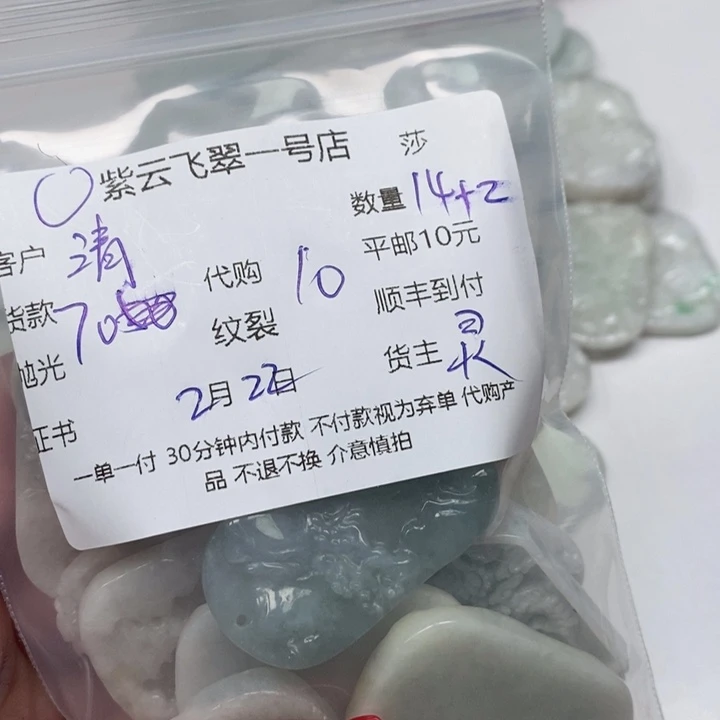 紫云飞翠一号店 莎
客户 清 数量 14+2
货款 70 代购 10 平邮10元
抛光 纹裂 顺丰到付
证书 2月22日 货主 灵
一单一付 30分钟内付款 不付款视为弃单 代购产
品 不退不换 介意慎拍